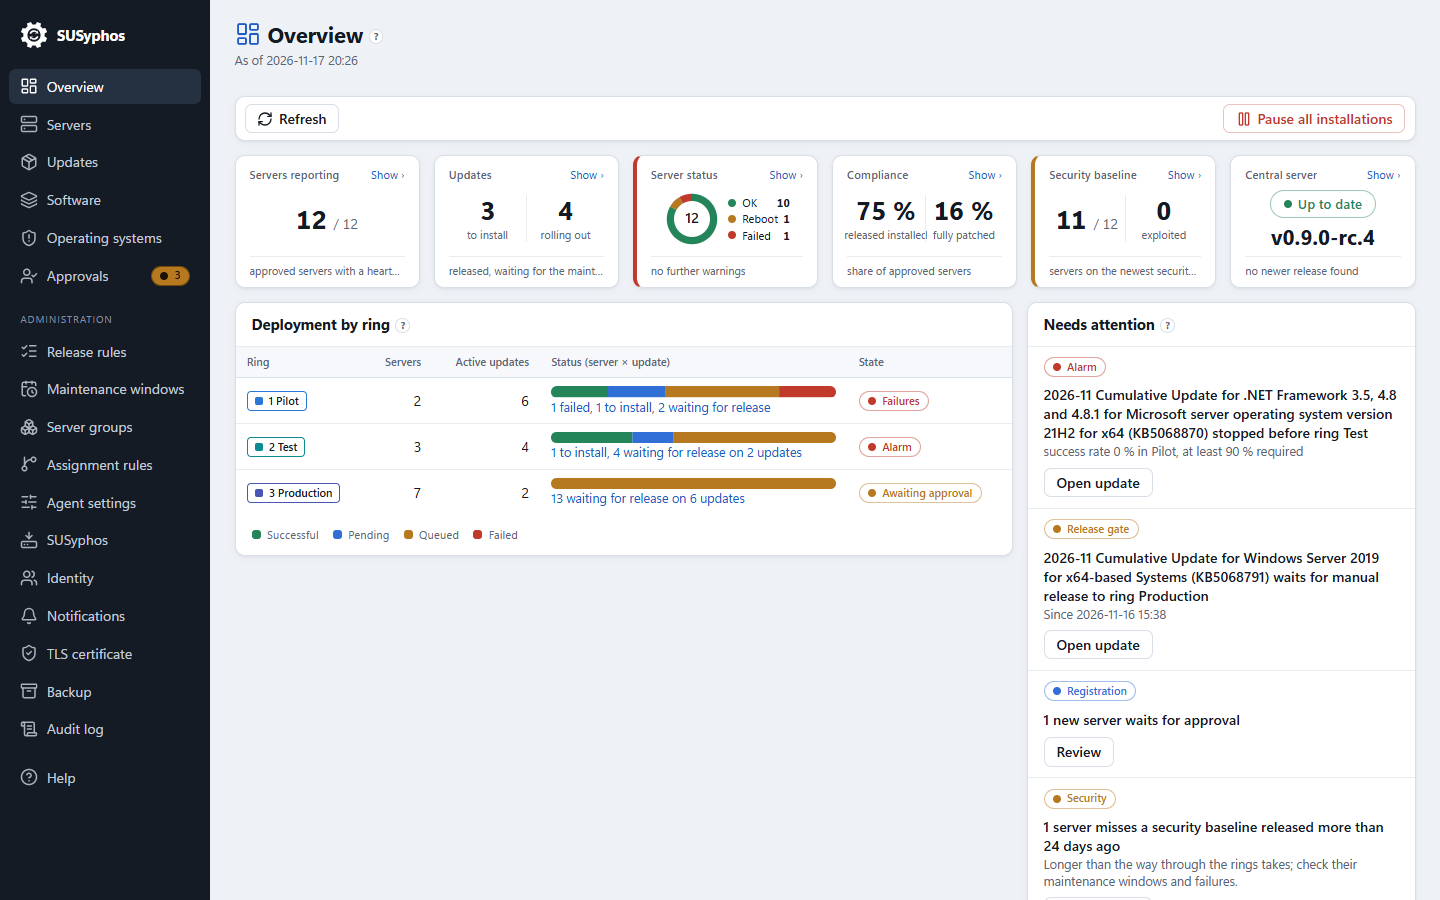 SUSyphos
Overview
Servers
Updates
Software
Operating systems
Approvals
3
ADMINISTRATION
Release rules
Maintenance windows
Server groups
Assignment rules
Agent settings
SUSyphos
Identity
Notifications
TLS certificate
Backup
Audit log
Help
Overview ?
As of 2026-11-17 20:26
Refresh
Pause all installations
Servers reporting Show ›
12 / 12
approved servers with a heart...
Updates Show ›
3 4
to install rolling out
released, waiting for the maint...
Server status Show ›
12
OK 10
Reboot 1
Failed 1
no further warnings
Compliance Show ›
75 % 16 %
released installed fully patched
share of approved servers
Security baseline Show ›
11 / 12 0
exploited
servers on the newest securit...
Central server Show ›
Up to date
v0.9.0-rc.4
no newer release found
Deployment by ring ?
Ring Servers Active updates Status (server × update) State
1 Pilot 2 6 Failures
1 failed, 1 to install, 2 waiting for release
2 Test 3 4 Alarm
1 to install, 4 waiting for release on 2 updates
3 Production 7 2 Awaiting approval
13 waiting for release on 6 updates
Successful Pending Queued Failed
Needs attention ?
Alarm
2026-11 Cumulative Update for .NET Framework 3.5, 4.8
and 4.8.1 for Microsoft server operating system version
21H2 for x64 (KB5068870) stopped before ring Test
success rate 0 % in Pilot, at least 90 % required
Open update
Release gate
2026-11 Cumulative Update for Windows Server 2019
for x64-based Systems (KB5068791) waits for manual
release to ring Production
Since 2026-11-16 15:38
Open update
Registration
1 new server waits for approval
Review
Security
1 server misses a security baseline released more than
24 days ago
Longer than the way through the rings takes; check their
maintenance windows and failures.